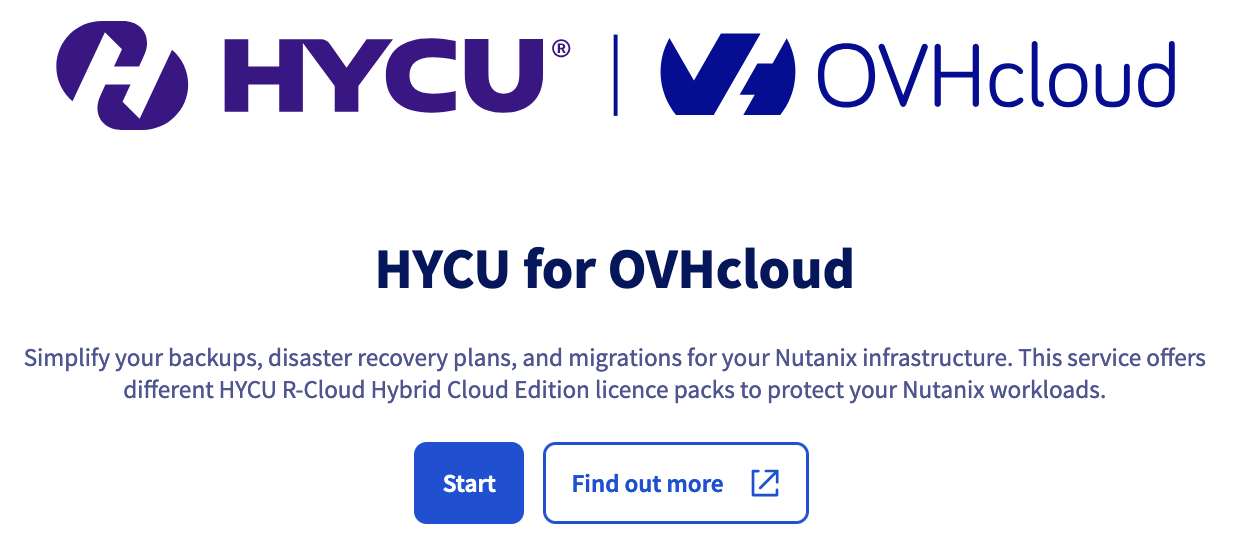 HYCU® | OVHcloud
HYCU for OVHcloud
Simplify your backups, disaster recovery plans, and migrations for your Nutanix infrastructure. This service offers
different HYCU R-Cloud Hybrid Cloud Edition licence packs to protect your Nutanix workloads.
Start Find out more